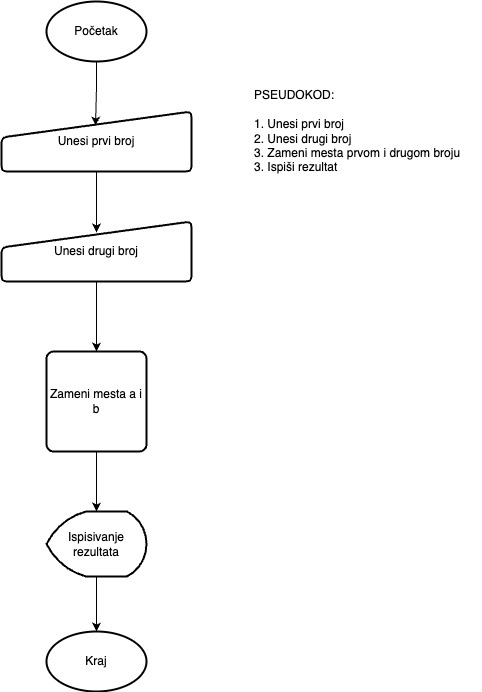 Početak
PSEUDOKOD:
1. Unesi prvi broj
2. Unesi drugi broj
3. Zameni mesta prvom i drugom broju
3. Ispiši rezultat
Unesi prvi broj
Unesi drugi broj
Zameni mesta a i
b
Ispisivanje
rezultata
Kraj